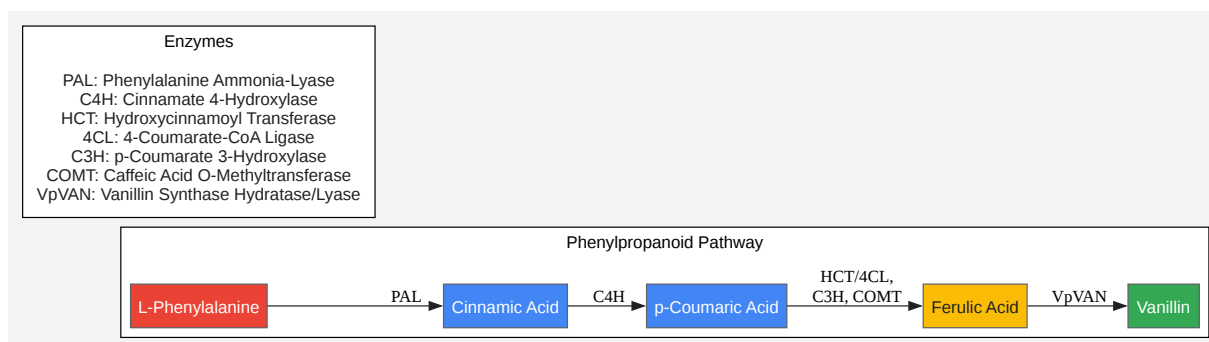 Enzymes
PAL: Phenylalanine Ammonia-Lyase
C4H: Cinnamate 4-Hydroxylase
HCT: Hydroxycinnamoyl Transferase
4CL: 4-Coumarate-CoA Ligase
C3H: p-Coumarate 3-Hydroxylase
COMT: Caffeic Acid O-Methyltransferase
VpVAN: Vanillin Synthase Hydratase/Lyase
Phenylpropanoid Pathway
L-Phenylalanine
PAL
Cinnamic Acid
C4H
p-Coumaric Acid
HCT/4CL,
C3H, COMT
Ferulic Acid
VpVAN
Vanillin